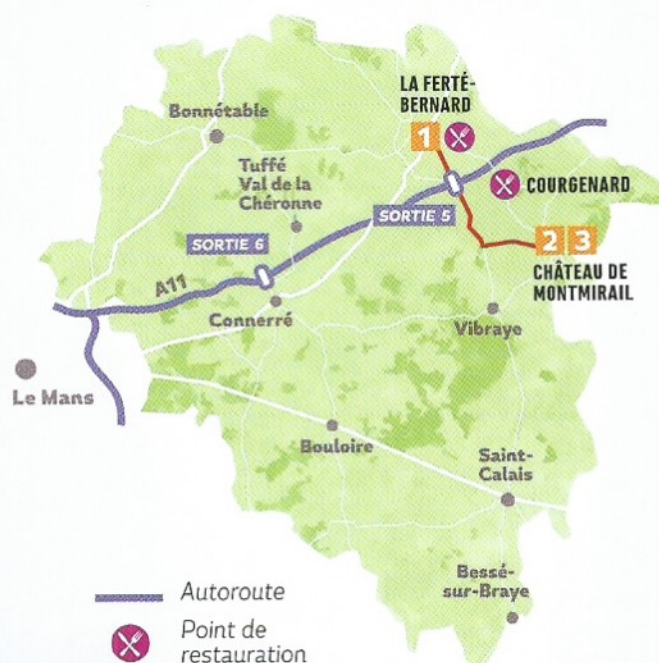 LA FERTÉ-
BERNARD
1
Bonnétable
Tuffé
Val de la
Chéronne
COURGENARD
SORTIE 5
SORTIE 6
2 3
CHÂTEAU DE
MONTMIRAIL
A11
Connerré
Vibraye
Le Mans
Bouloire
Saint-
Calais
Bessé-
sur-Braye
Autoroute
Point de
restauration